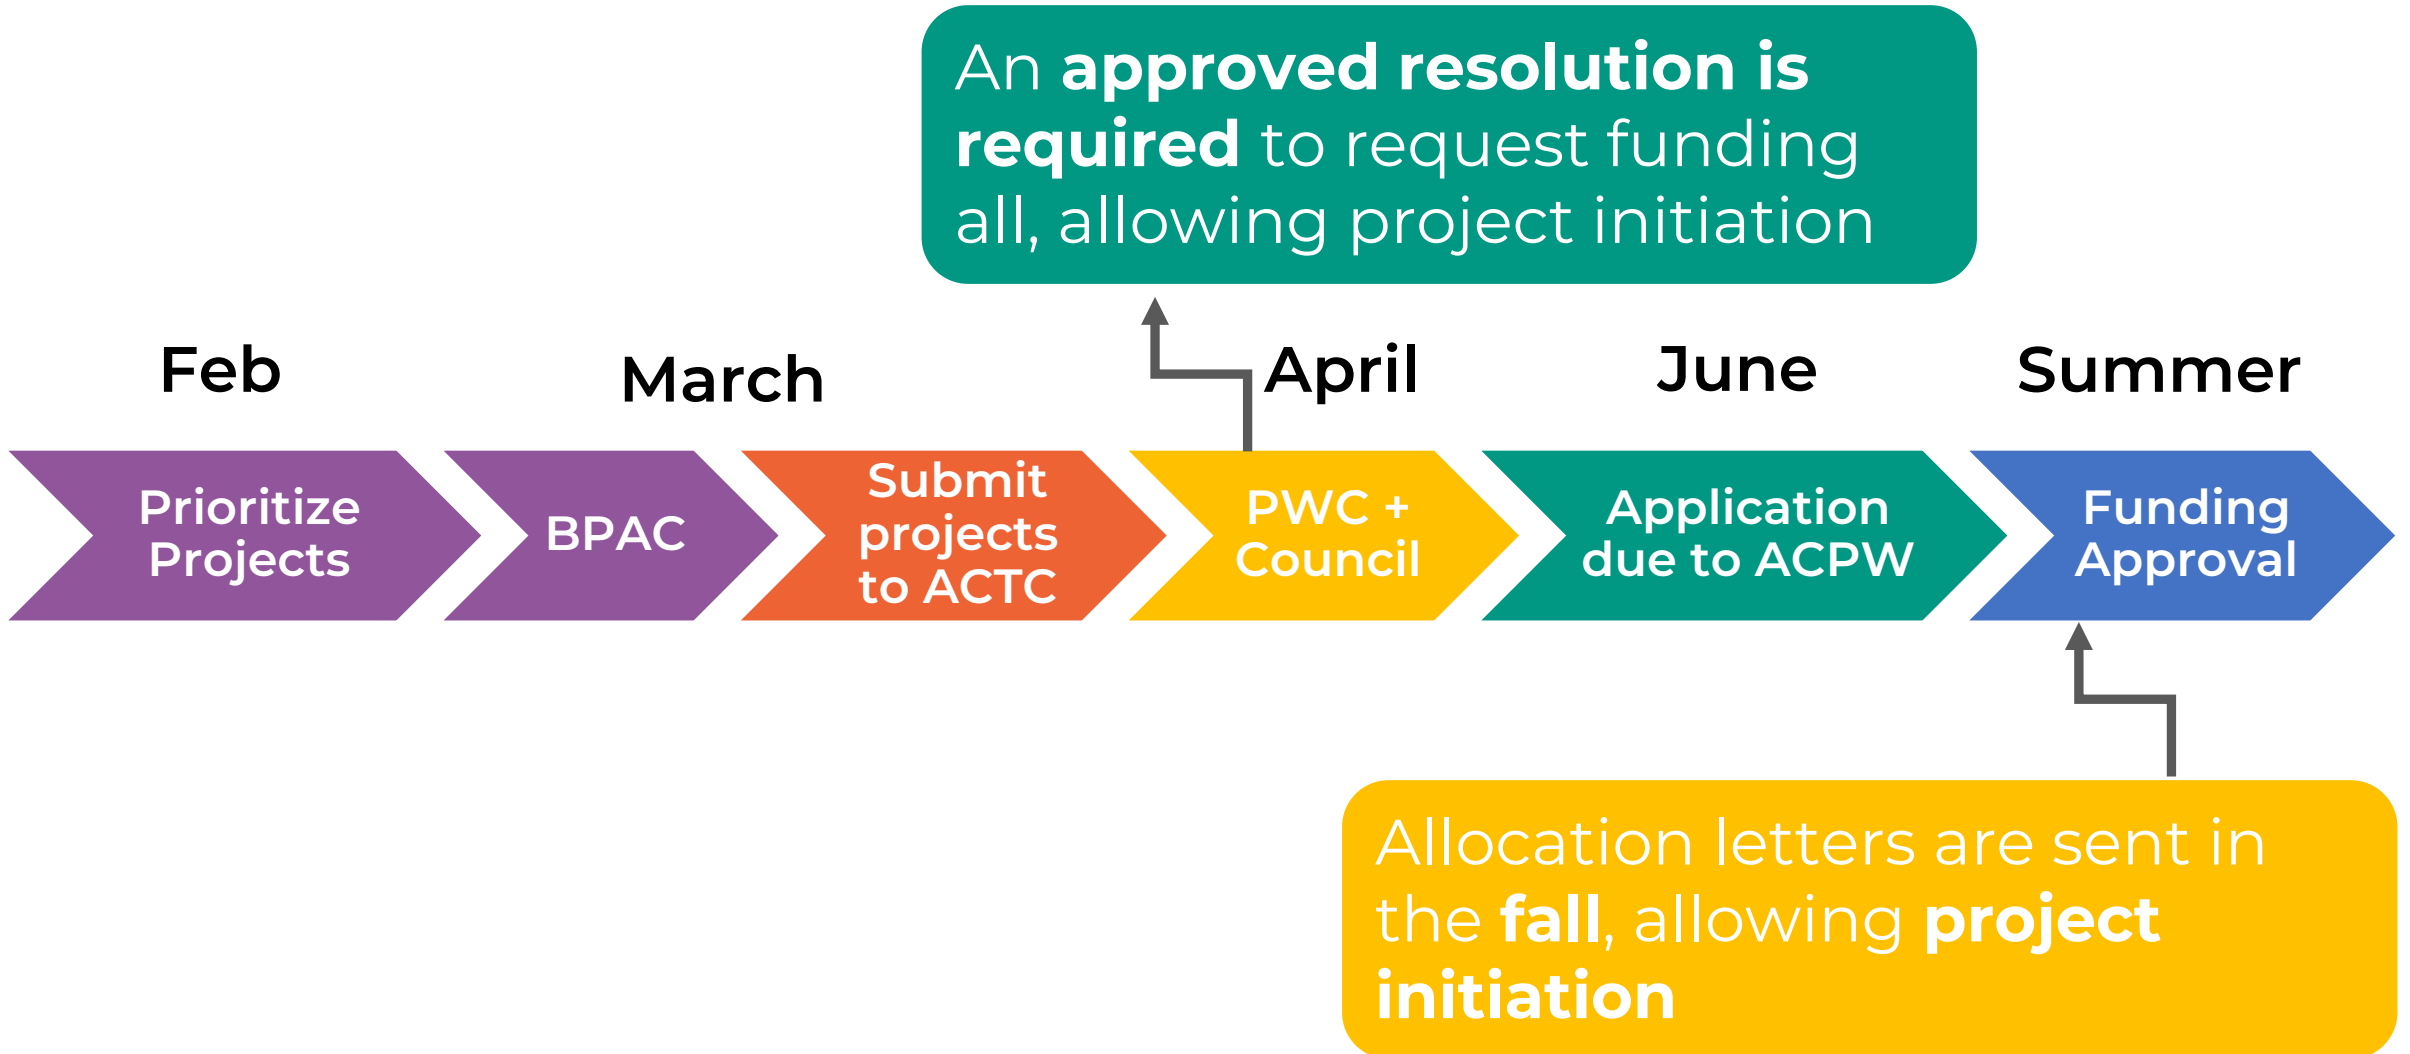 An approved resolution is
required to request funding
all, allowing project initiation
Feb
March
April
June
Summer
Prioritize
Projects
BPAC
Submit
projects
to ACTC
PWC +
Council
Application
due to ACPW
Funding
Approval
Allocation letters are sent in
the fall, allowing project
initiation